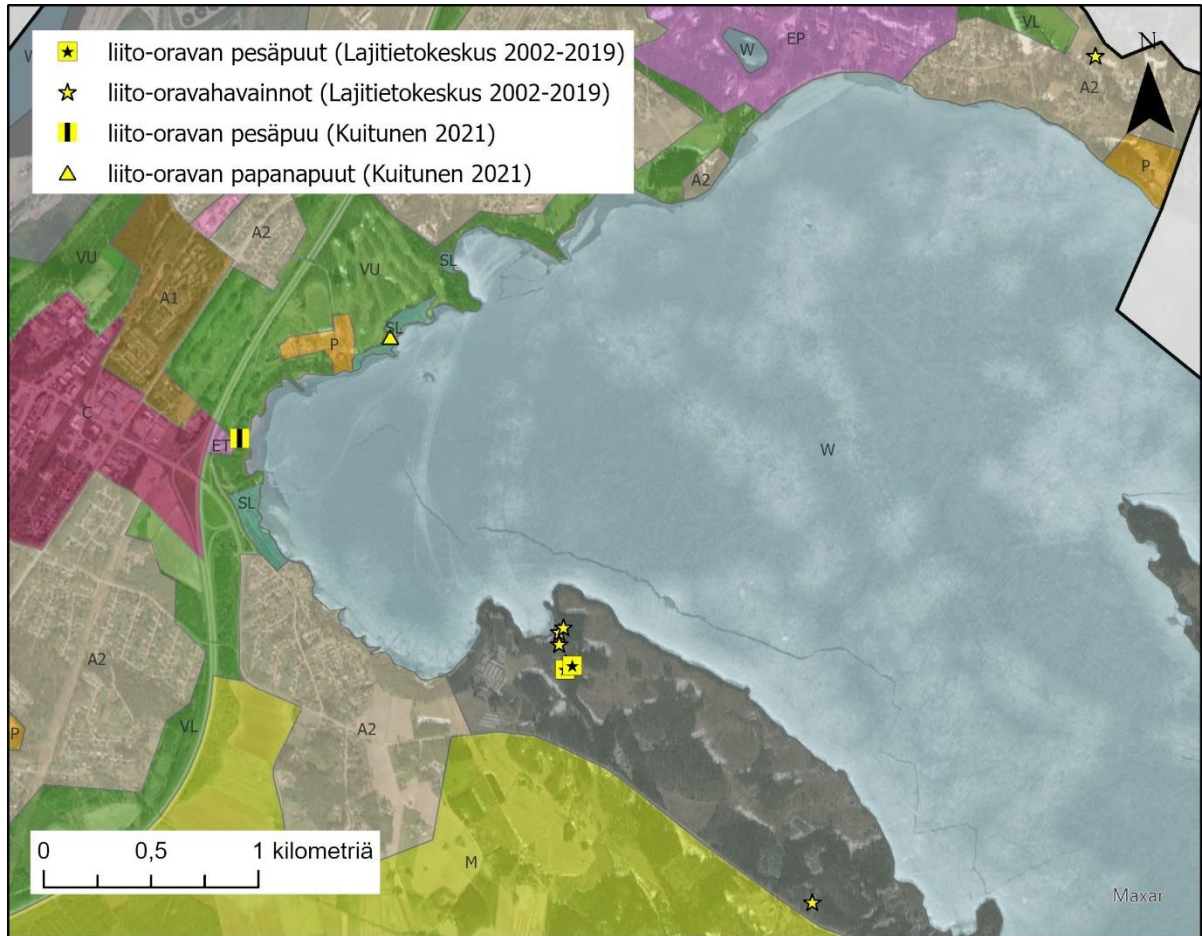 W
liito-oravan pesäpuut (Lajitietokeskus 2002-2019)
liito-oravahavainnot (Lajitietokeskus 2002-2019)
liito-oravan pesäpuu (Kuitunen 2021)
liito-oravan papanapuut (Kuitunen 2021)
VL
EP
W
N
A2
P
A2
A2
VU
VU
SL
A1
SL
P
C
ET
W
SL
A2
A2
VL
P
M
0 0,5 1 kilometriä
Maxar